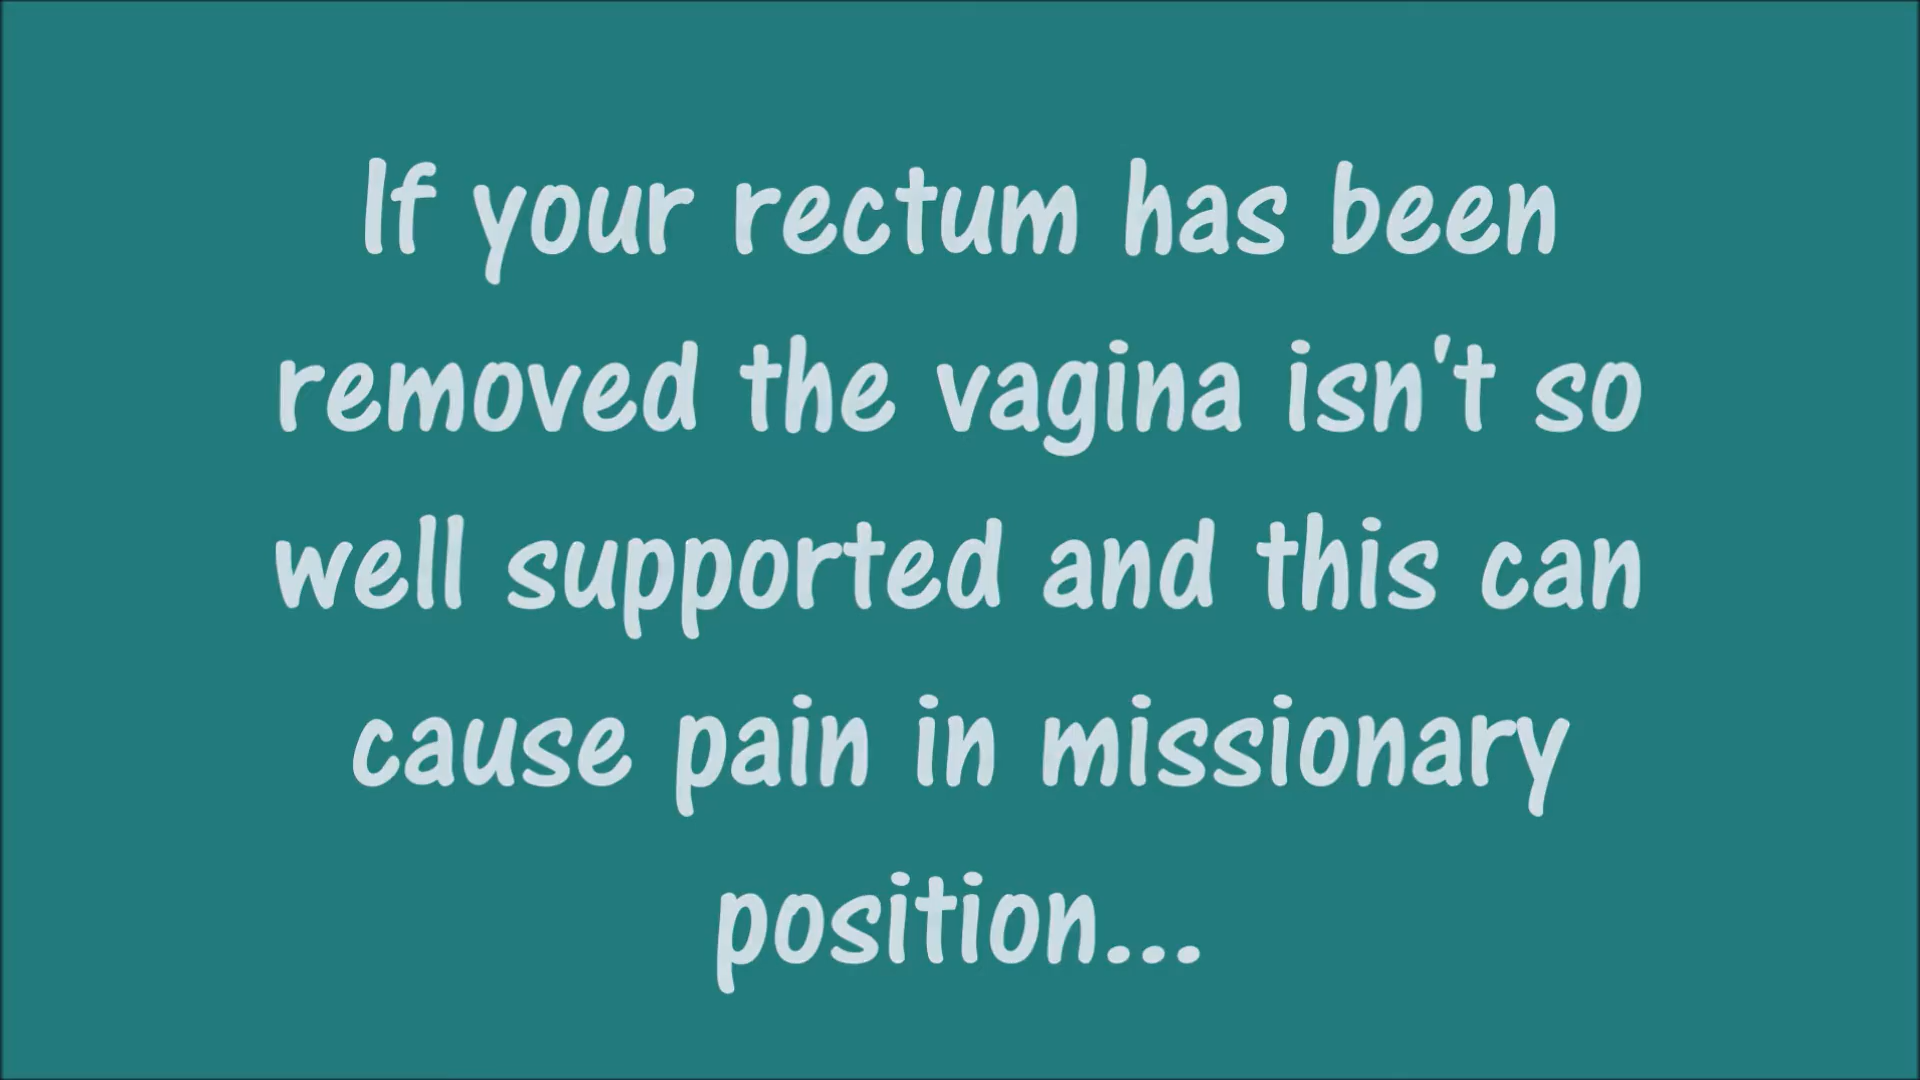 If your rectum has been
removed the vagina isn't so
well supported and this can
cause pain in missionary
position...